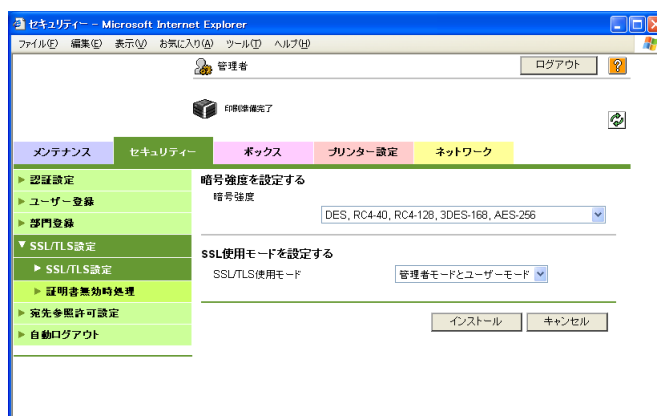 セキュリティー - Microsoft Internet Explorer
ファイル(F) 編集(E) 表示(V) お気に入り(A) ツール(T) ヘルプ(H)
管理者
ログアウト
?
印刷準備完了
メンテナンス セキュリティー ボックス プリンター設定 ネットワーク
認証設定
ユーザー登録
部門登録
SSL/TLS設定
SSL/TLS設定
証明書無効時処理
宛先参照許可設定
自動ログアウト
暗号強度を設定する
暗号強度
DES, RC4-40, RC4-128, 3DES-168, AES-256
SSL使用モードを設定する
SSL/TLS使用モード 管理者モードとユーザーモード
インストール キャンセル